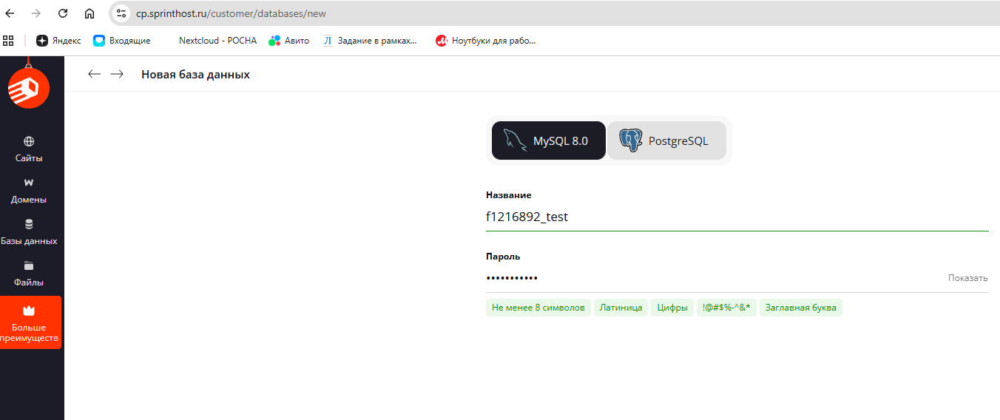 cp.sprinthost.ru/customer/databases/new
Яндекс Входящие Nextcloud - РОСНА Авито Задание в рамках... Ноутбуки для рабо...
Новая база данных
MySQL 8.0 PostgreSQL
Сайты
Домены
Базы данных
Файлы
Больше
преимуществ
Название
f1216892_test
Пароль
•••••••••••
Показать
Не менее 8 символов Латиница Цифры !@#$%-^&* Заглавная буква